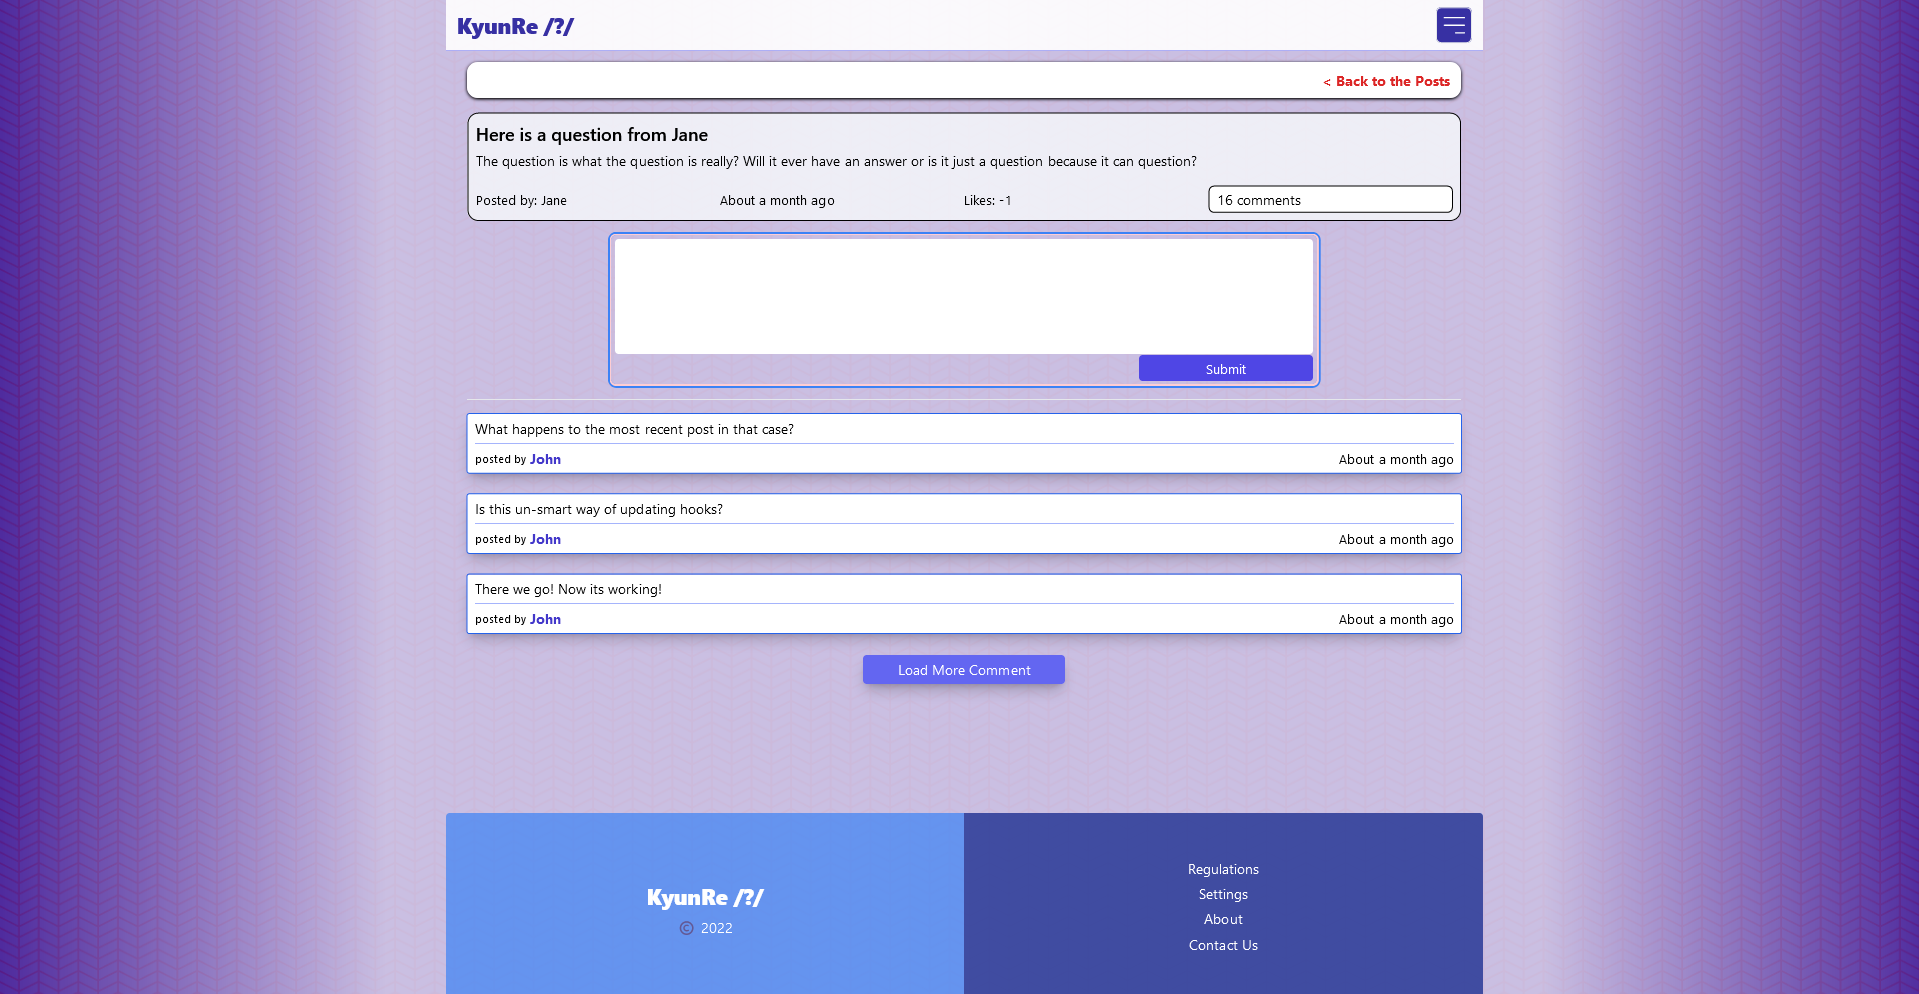 KyunRe /?/
< Back to the Posts
Here is a question from Jane
The question is what the question is really? Will it ever have an answer or is it just a question because it can question?
Posted by: Jane About a month ago Likes: -1 16 comments
Submit
What happens to the most recent post in that case?
posted by John About a month ago
Is this un-smart way of updating hooks?
posted by John About a month ago
There we go! Now its working!
posted by John About a month ago
Load More Comment
KyunRe /?/
© 2022
Regulations
Settings
About
Contact Us